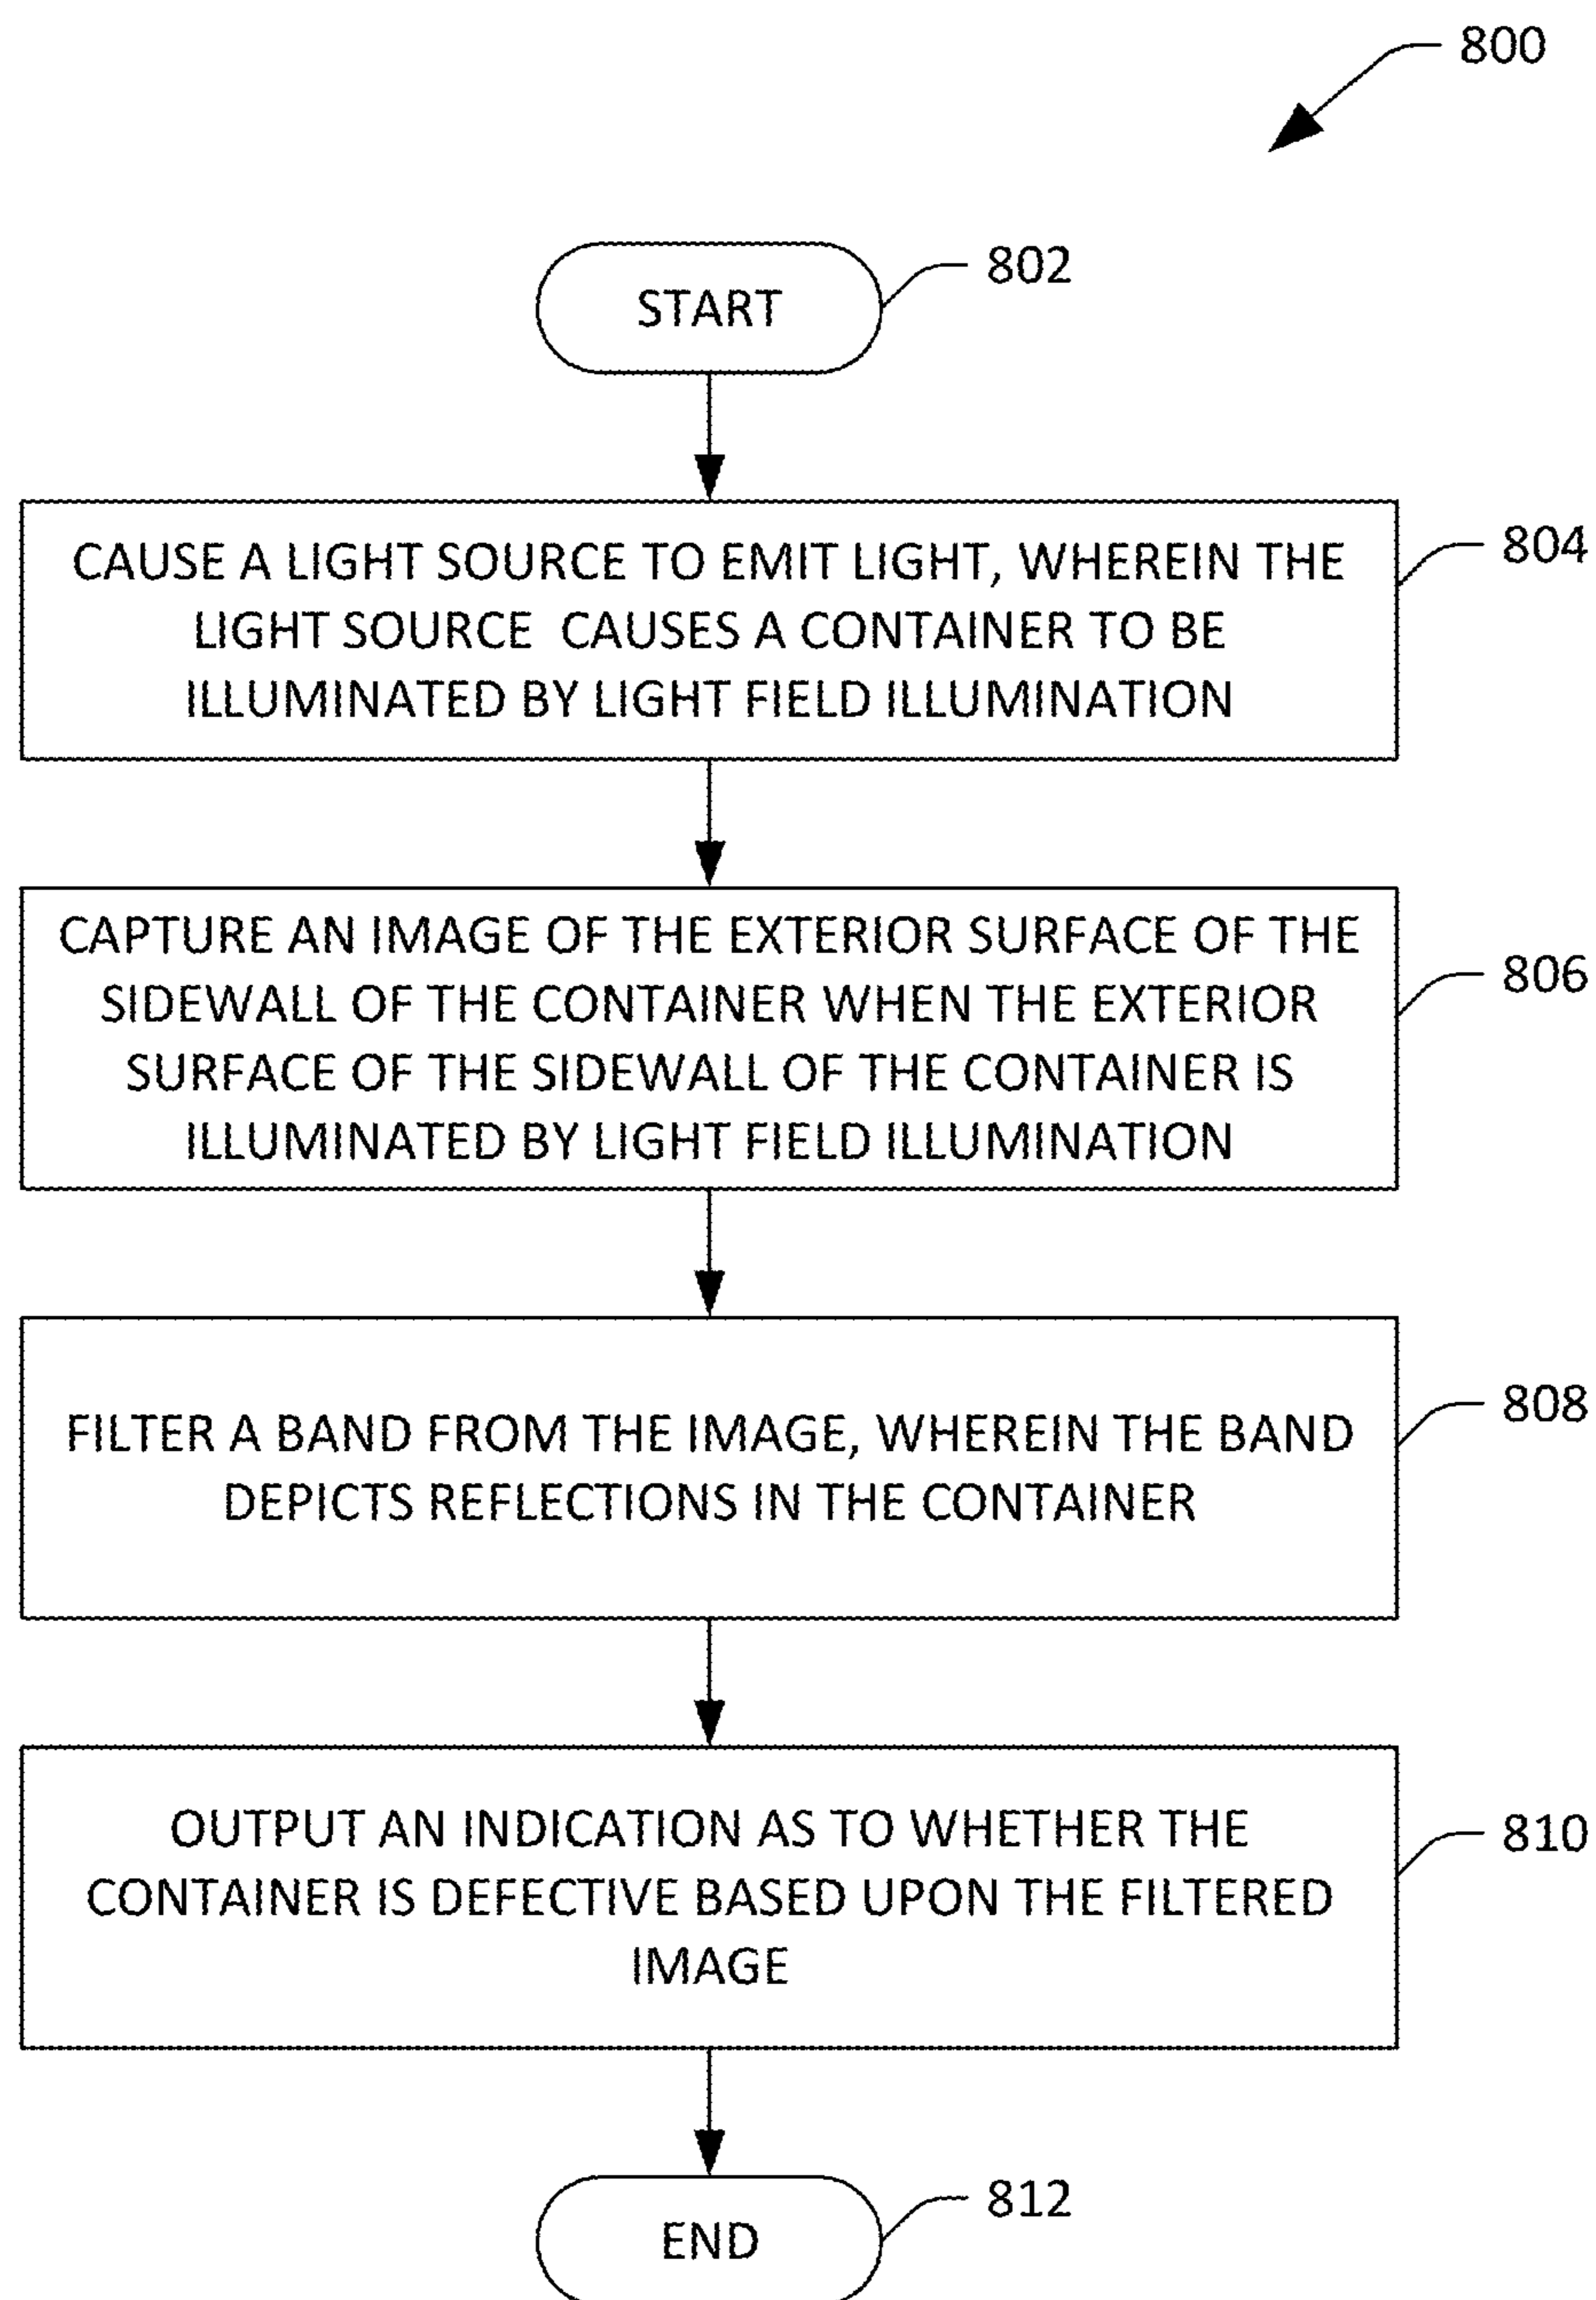 800
802
START
804
CAUSE A LIGHT SOURCE TO EMIT LIGHT, WHEREIN THE
LIGHT SOURCE CAUSES A CONTAINER TO BE
ILLUMINATED BY LIGHT FIELD ILLUMINATION
806
CAPTURE AN IMAGE OF THE EXTERIOR SURFACE OF THE
SIDEWALL OF THE CONTAINER WHEN THE EXTERIOR
SURFACE OF THE SIDEWALL OF THE CONTAINER IS
ILLUMINATED BY LIGHT FIELD ILLUMINATION
808
FILTER A BAND FROM THE IMAGE, WHEREIN THE BAND
DEPICTS REFLECTIONS IN THE CONTAINER
810
OUTPUT AN INDICATION AS TO WHETHER THE
CONTAINER IS DEFECTIVE BASED UPON THE FILTERED
IMAGE
812
END